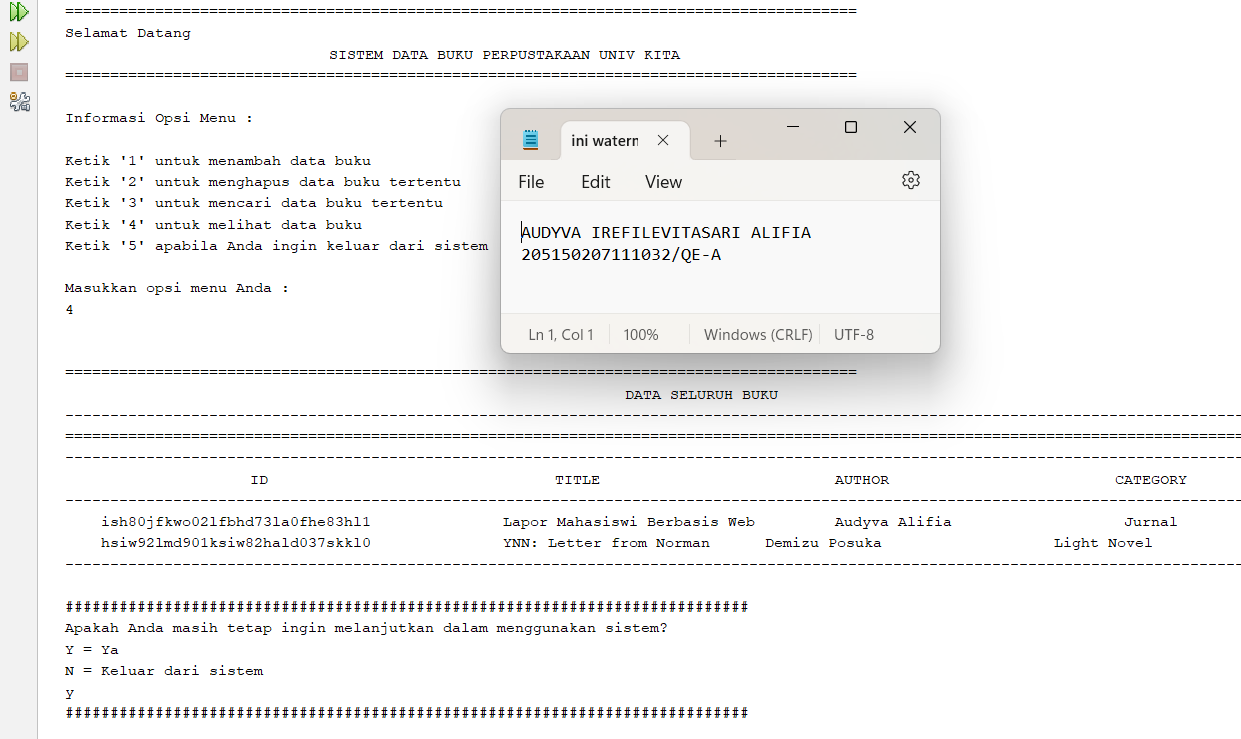 ================================================================================
Selamat Datang
SISTEM DATA BUKU PERPUSTAKAAN UNIV KITA
================================================================================
Informasi Opsi Menu :
Ketik '1' untuk menambah data buku
Ketik '2' untuk menghapus data buku tertentu
Ketik '3' untuk mencari data buku tertentu
Ketik '4' untuk melihat data buku
Ketik '5' apabila Anda ingin keluar dari sistem
Masukkan opsi menu Anda :
4
ini watern
File Edit View
AUDYVA IREFILEVITASARI ALIFIA
205150207111032/QE-A
Ln 1, Col 1 100% Windows (CRLF) UTF-8
================================================================================
DATA SELURUH BUKU
ID TITLE AUTHOR CATEGORY
ish80jfkwo02lfbhd73la0fhe83hl1 Lapor Mahasiswi Berbasis Web Audyva Alifia Jurnal
hsiw92lmd901ksiw82hald037skkl0 YNN: Letter from Norman Demizu Posuka Light Novel
############################################################################
Apakah Anda masih tetap ingin melanjutkan dalam menggunakan sistem?
Y = Ya
N = Keluar dari sistem
y
############################################################################